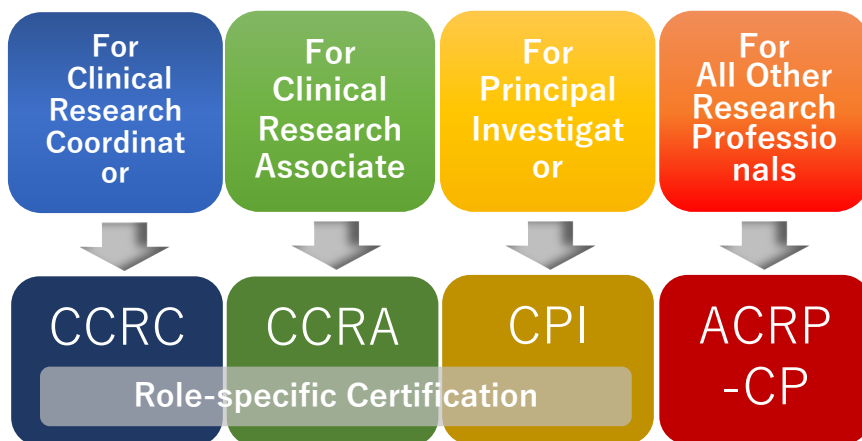 For
Clinical
Research
Coordinat
or
For
Clinical
Research
Associate
For
Principal
Investigat
or
For
All Other
Research
Professio
nals
CCRC
CCRA
CPI
ACRP
-CP
Role-specific Certification